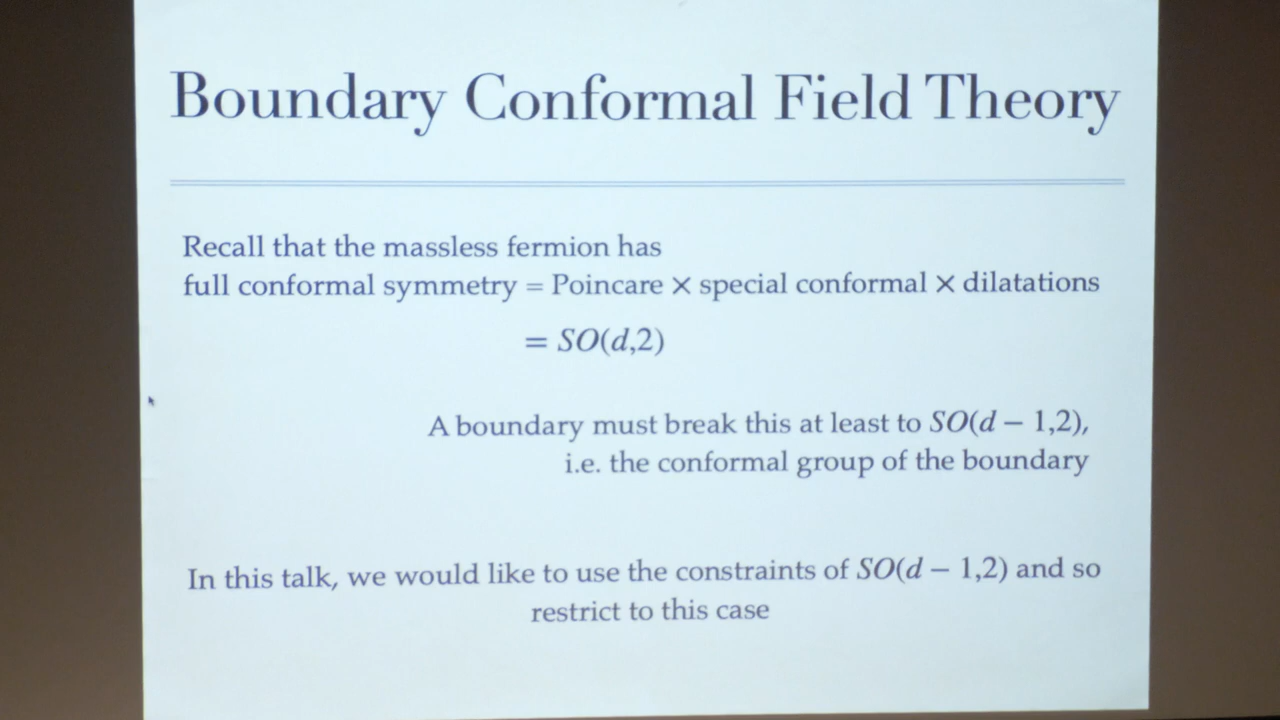 Boundary Conformal Field Theory
Recall that the massless fermion has
full conformal symmetry = Poincare × special conformal × dilatations
= SO(d,2)
A boundary must break this at least to SO(d − 1,2),
i.e. the conformal group of the boundary
In this talk, we would like to use the constraints of SO(d − 1,2) and so
restrict to this case